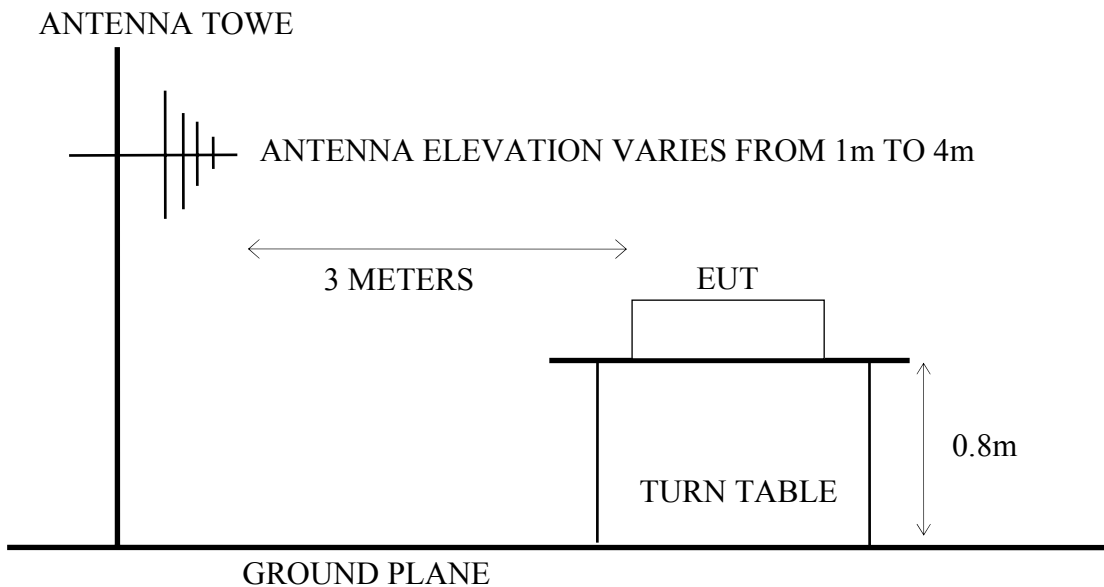 ANTENNA TOWE
ANTENNA ELEVATION VARIES FROM 1m TO 4m
3 METERS
EUT
0.8m
TURN TABLE
GROUND PLANE